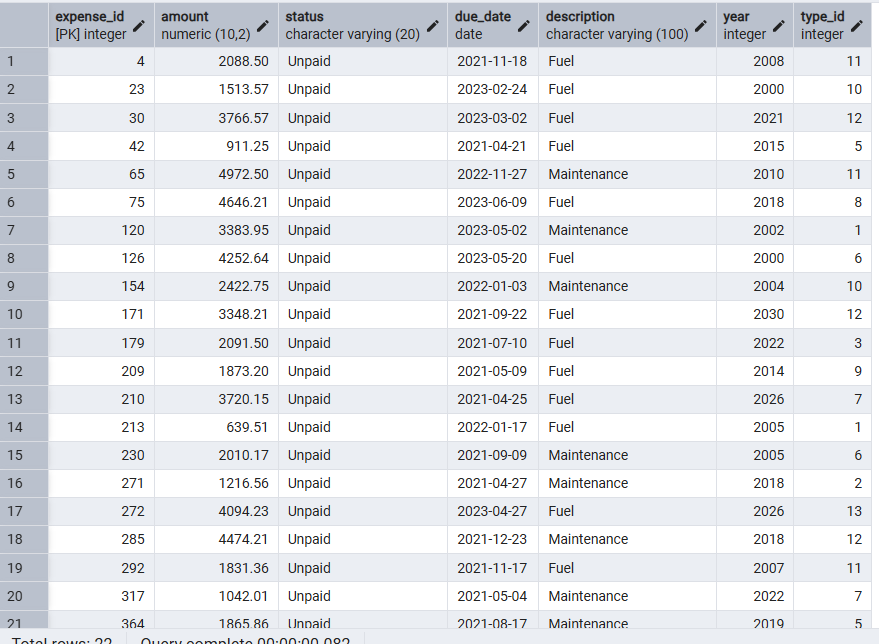 expense_id amount status due_date description year type_id
[PK] integer numeric (10,2) character varying (20) date character varying (100) integer integer
1 4 2088.50 Unpaid 2021-11-18 Fuel 2008 11
2 23 1513.57 Unpaid 2023-02-24 Fuel 2000 10
3 30 3766.57 Unpaid 2023-03-02 Fuel 2021 12
4 42 911.25 Unpaid 2021-04-21 Fuel 2015 5
5 65 4972.50 Unpaid 2022-11-27 Maintenance 2010 11
6 75 4646.21 Unpaid 2023-06-09 Fuel 2018 8
7 120 3383.95 Unpaid 2023-05-02 Maintenance 2002 1
8 126 4252.64 Unpaid 2023-05-20 Fuel 2000 6
9 154 2422.75 Unpaid 2022-01-03 Maintenance 2004 10
10 171 3348.21 Unpaid 2021-09-22 Fuel 2030 12
11 179 2091.50 Unpaid 2021-07-10 Fuel 2022 3
12 209 1873.20 Unpaid 2021-05-09 Fuel 2014 9
13 210 3720.15 Unpaid 2021-04-25 Fuel 2026 7
14 213 639.51 Unpaid 2022-01-17 Fuel 2005 1
15 230 2010.17 Unpaid 2021-09-09 Maintenance 2005 6
16 271 1216.56 Unpaid 2021-04-27 Maintenance 2018 2
17 272 4094.23 Unpaid 2023-04-27 Fuel 2026 13
18 285 4474.21 Unpaid 2021-12-23 Maintenance 2018 12
19 292 1831.36 Unpaid 2021-11-17 Fuel 2007 11
20 317 1042.01 Unpaid 2021-05-04 Maintenance 2022 7
21 364 1865.86 Unpaid 2021-08-17 Maintenance 2019 5
Total rows: 22 Query complete 00:00:00.082